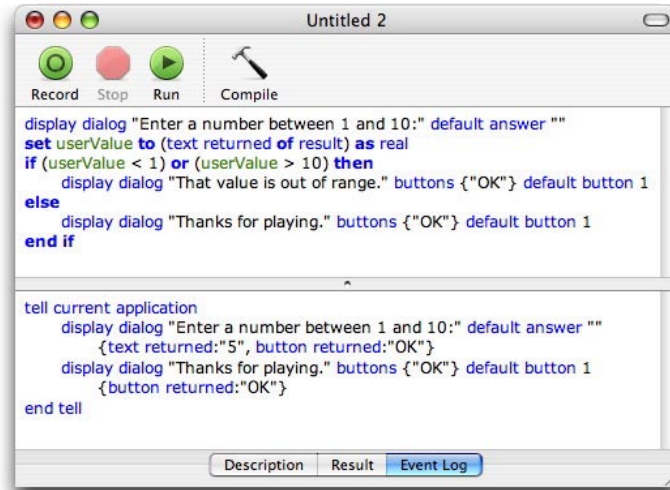 Untitled 2
Record Stop Run Compile
display dialog "Enter a number between 1 and 10:" default answer ""
set userValue to (text returned of result) as real
if (userValue < 1) or (userValue > 10) then
display dialog "That value is out of range." buttons {"OK"} default button 1
else
display dialog "Thanks for playing." buttons {"OK"} default button 1
end if
tell current application
display dialog "Enter a number between 1 and 10:" default answer ""
{text returned:"5", button returned:"OK"}
display dialog "Thanks for playing." buttons {"OK"} default button 1
{button returned:"OK"}
end tell
Description Result Event Log